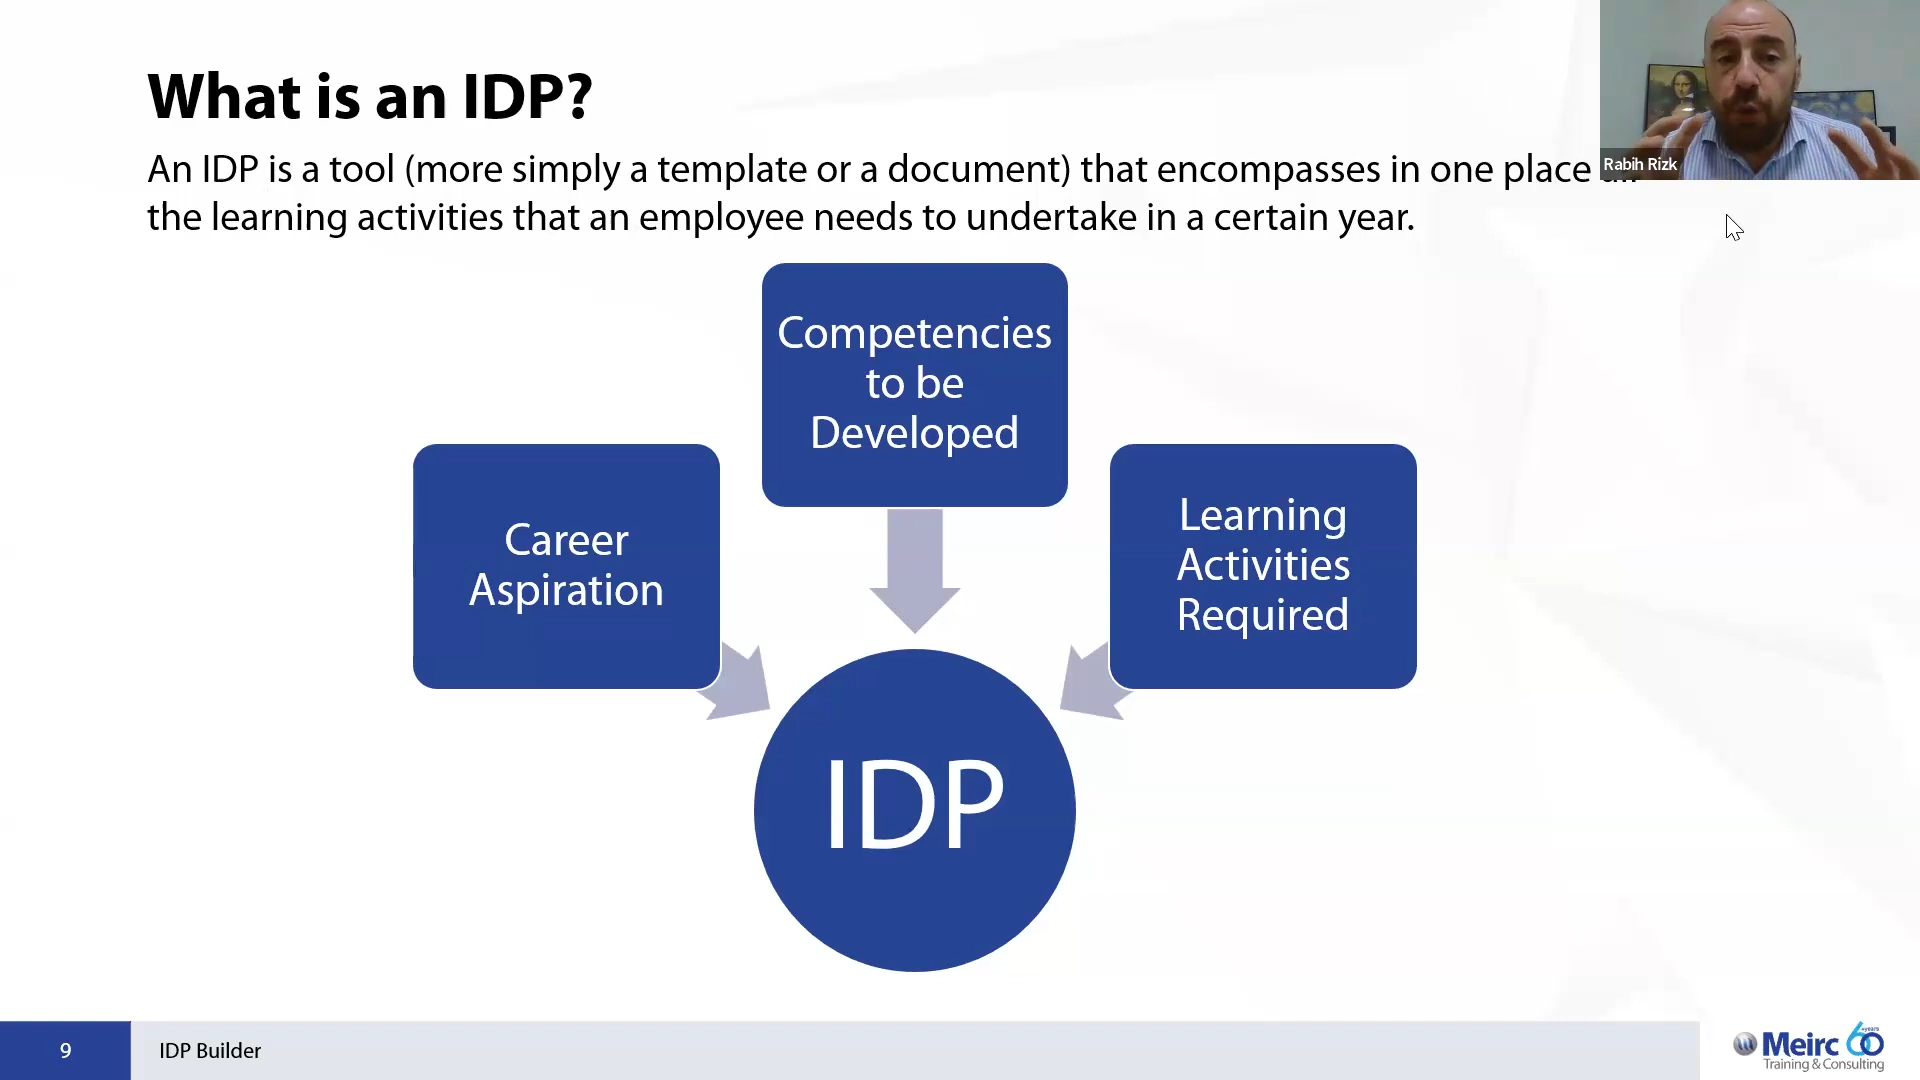 What is an IDP?
An IDP is a tool (more simply a template or a document) that encompasses in one place
the learning activities that an employee needs to undertake in a certain year.
Rabih Rizk
Competencies
to be
Developed
Career
Aspiration
Learning
Activities
Required
IDP
9
IDP Builder
Meirc 60 years
Training & Consulting